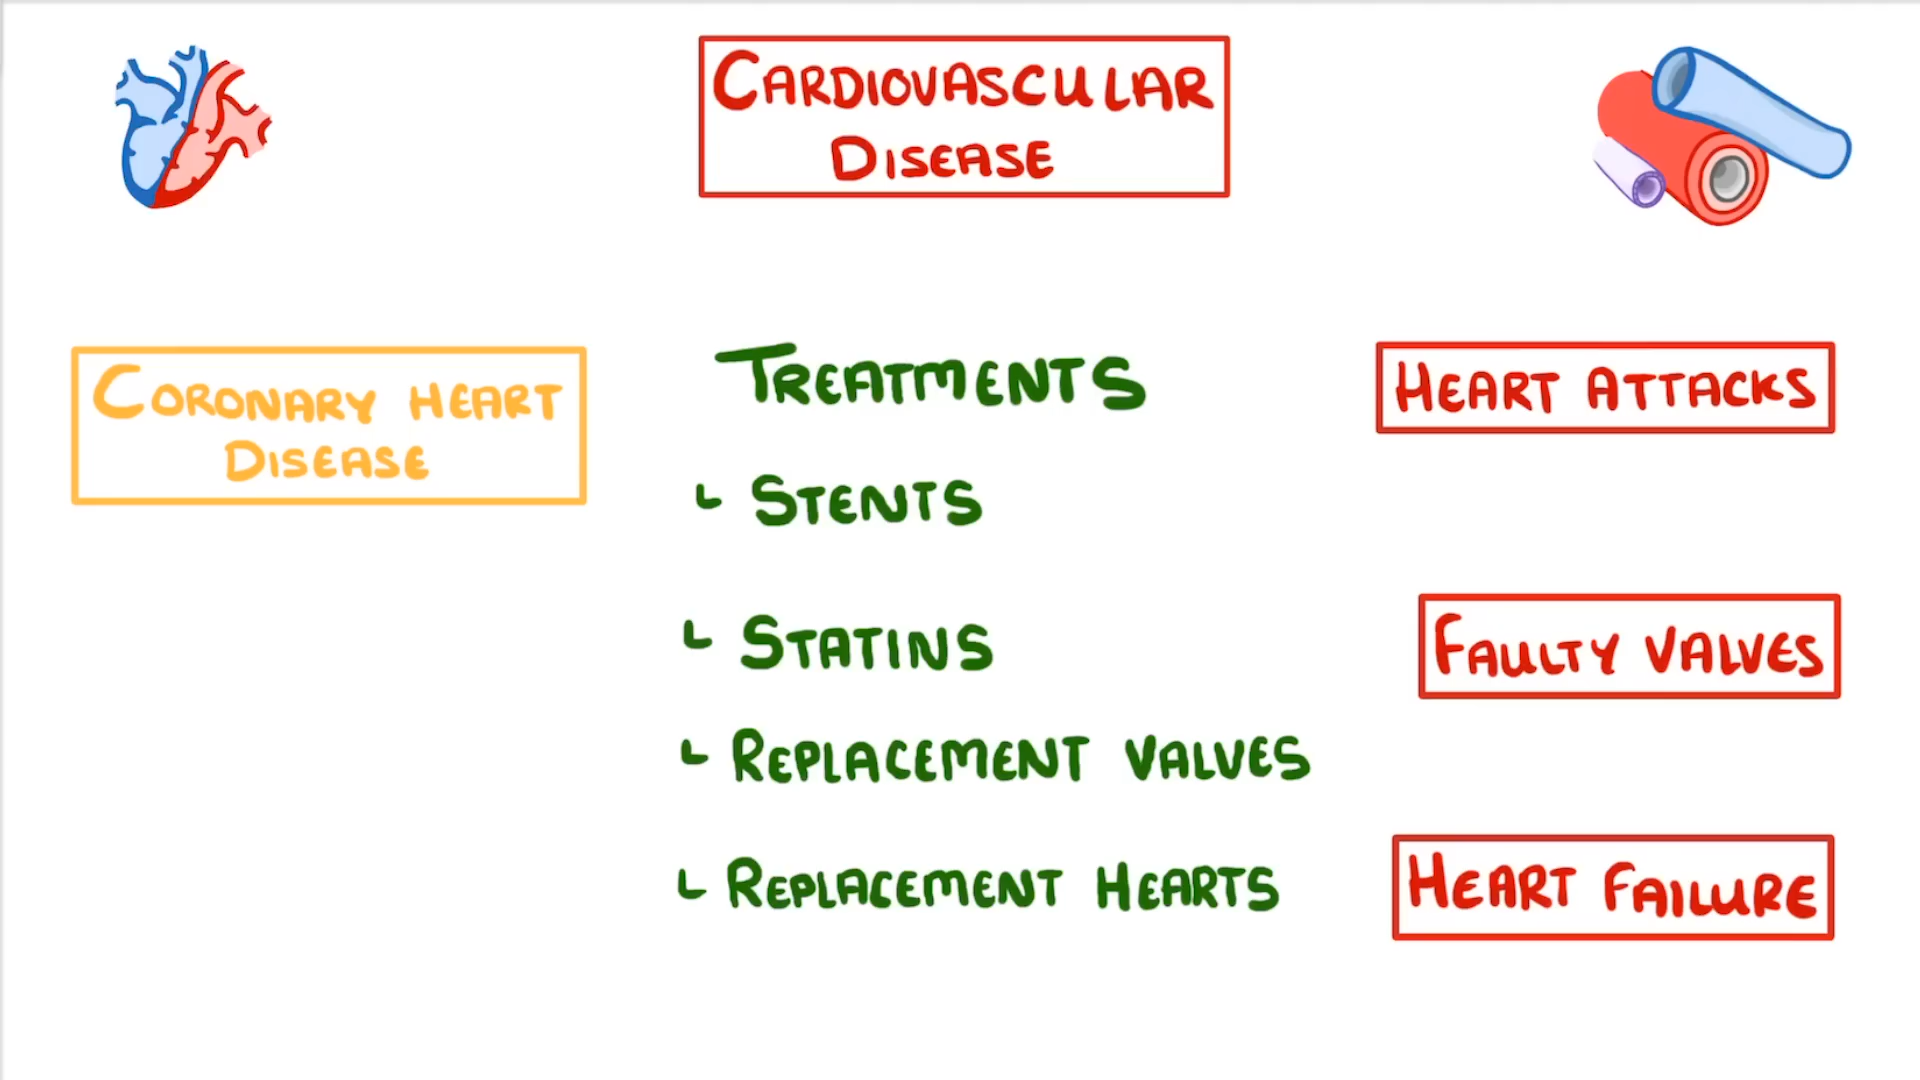 CARDIOVASCULAR
DISEASE
CORONARY HEART
DISEASE
TREATMENTS
STENTS
STATINS
REPLACEMENT VALVES
REPLACEMENT HEARTS
HEART ATTACKS
FAULTY VALVES
HEART FAILURE